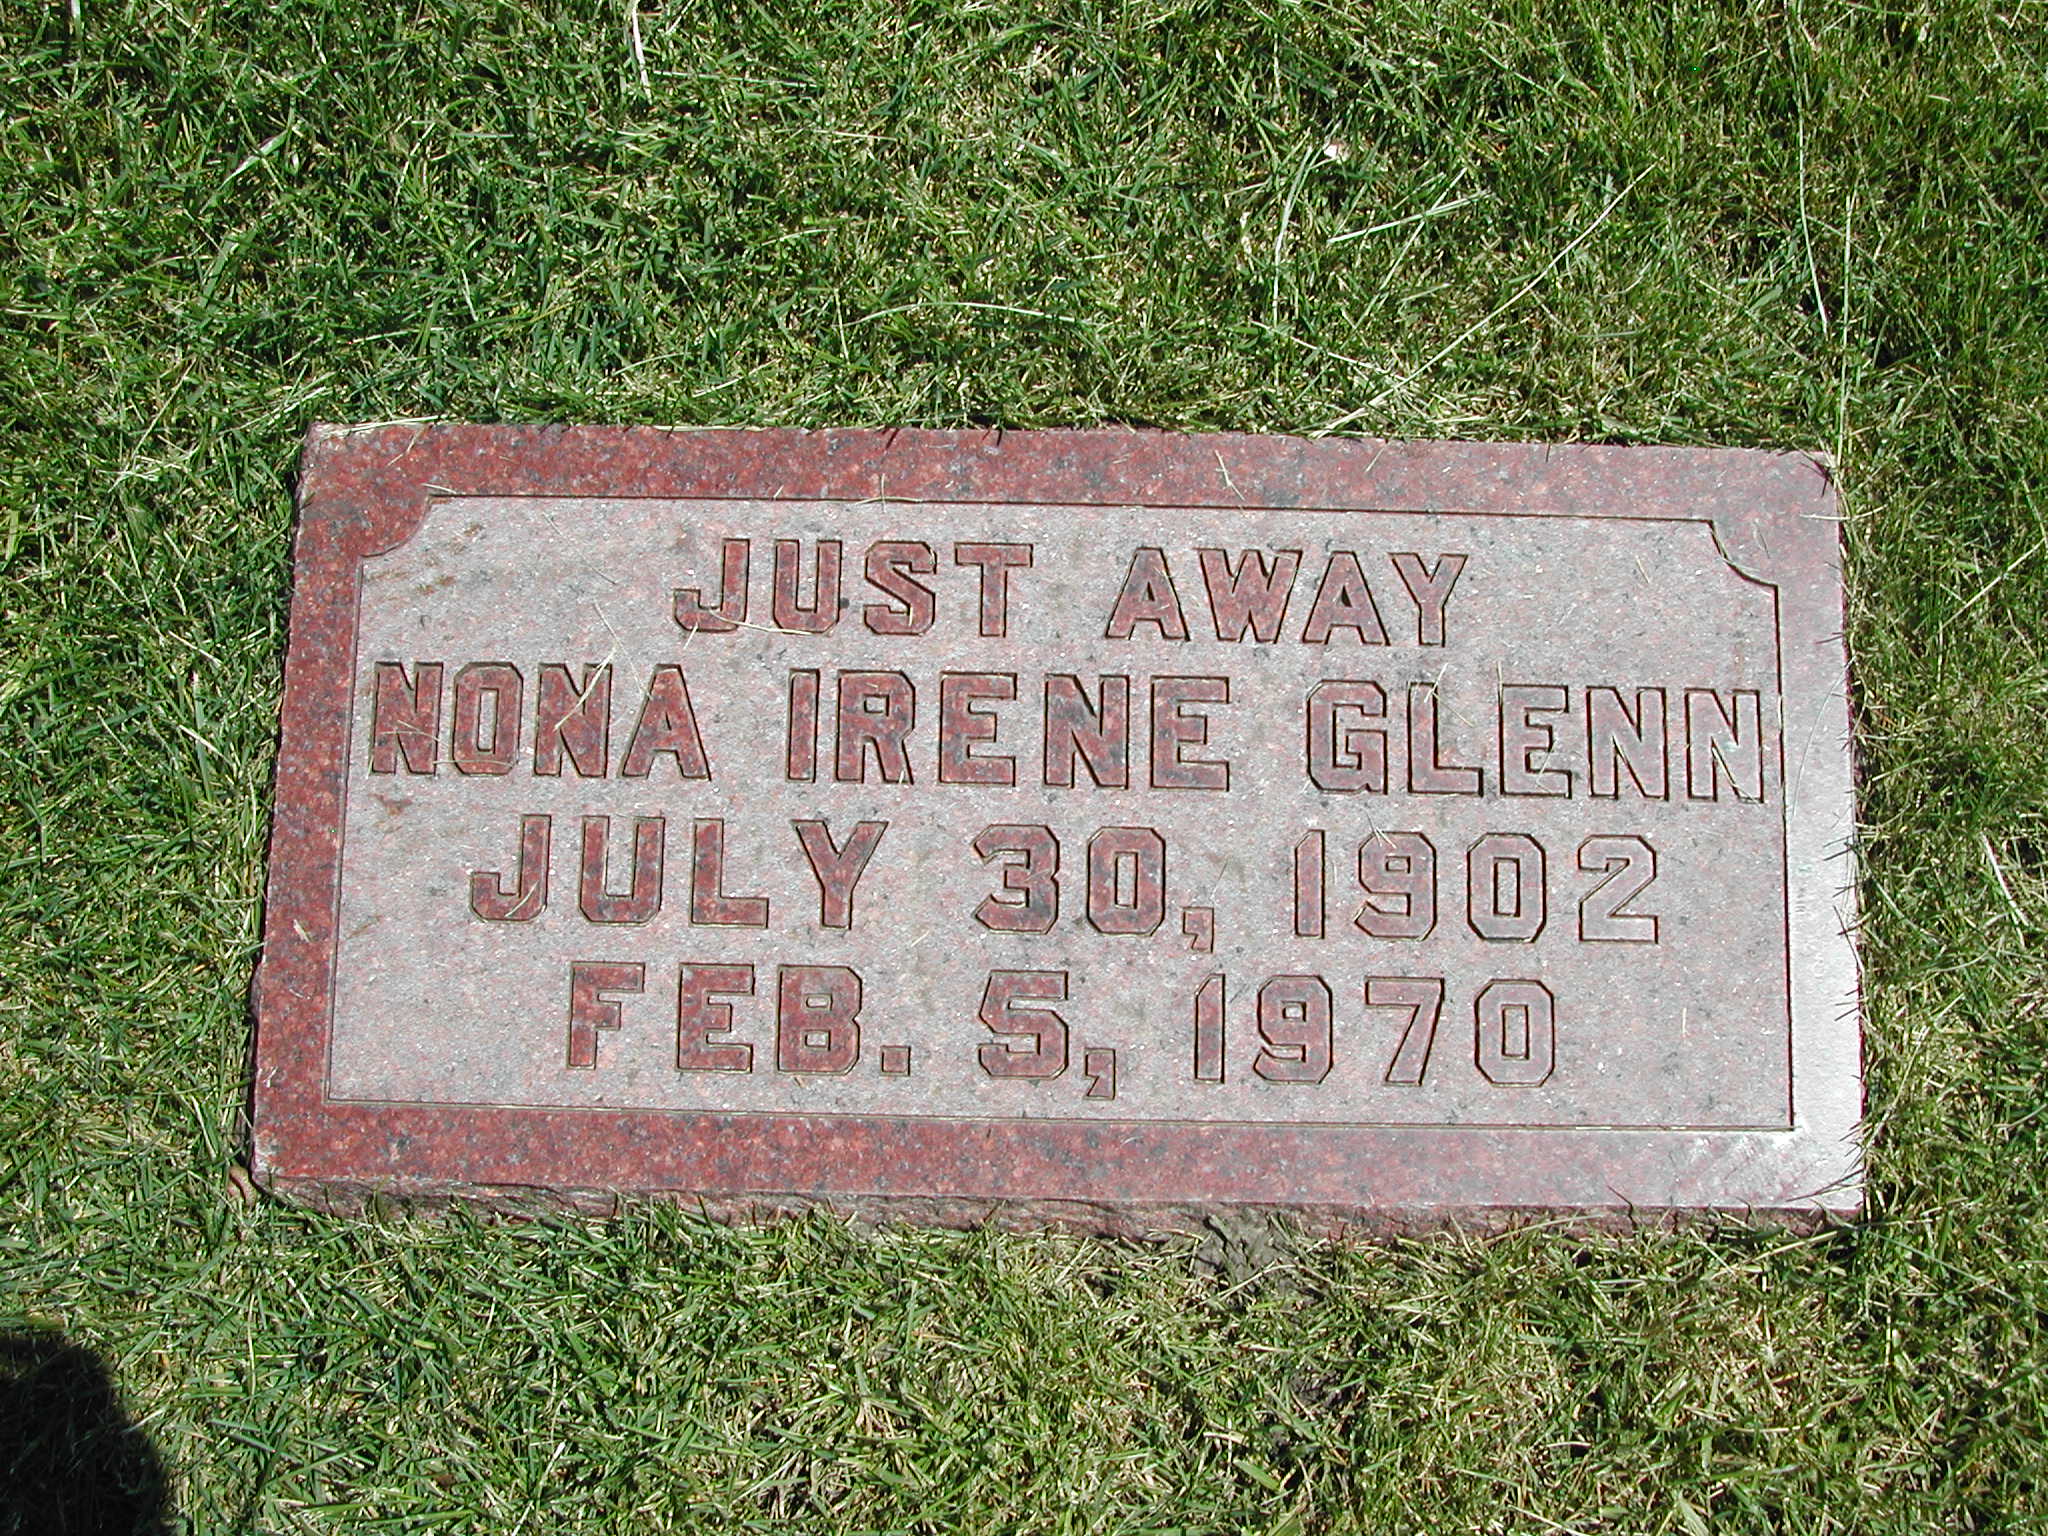 JUST AWAY
NONA IRENE GLENN
JULY 30, 1902
FEB. 5, 1970